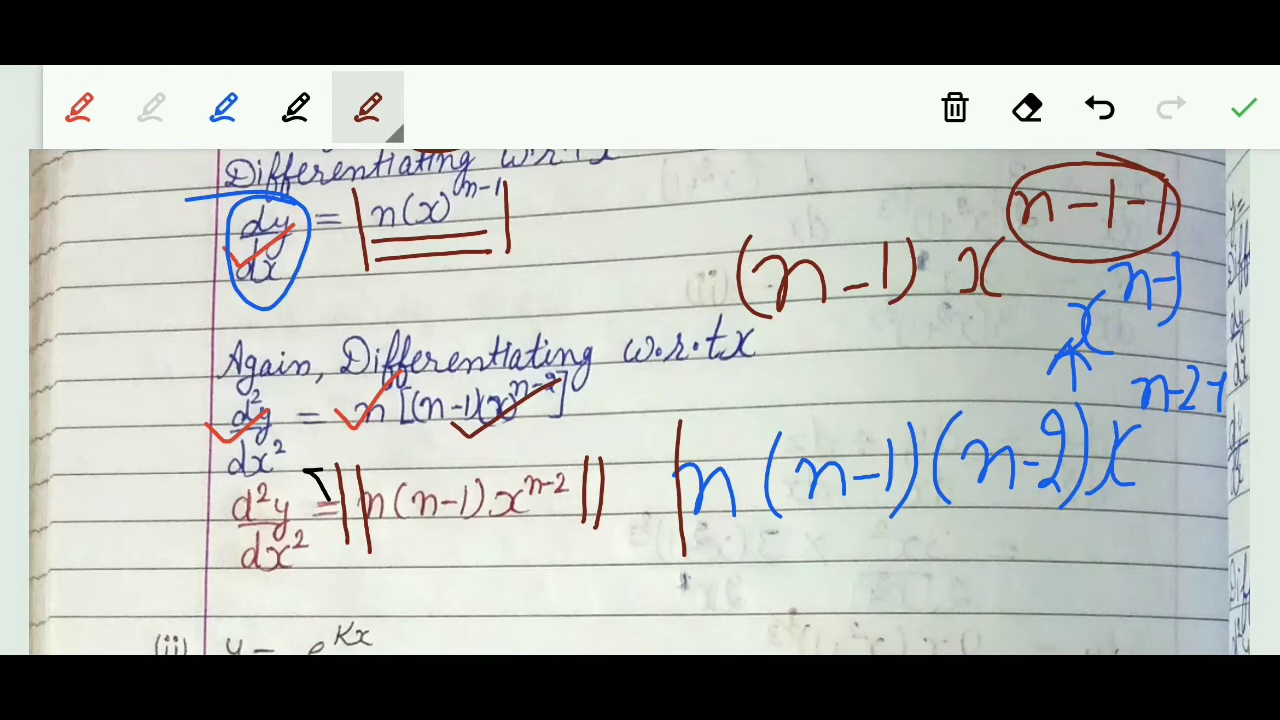 Differentiating w.r.t x
dy/dx = n(x)^n-1
(n-1) x^n-1-1
x^n-1
Again, Differentiating w.r.t x
d²y/dx² = n[(n-1)(x)^n-2]
n(n-1)(n-2)x^n-2-1
d²y/dx² = n(n-1).x^n-2
(ii) y = e^Kx